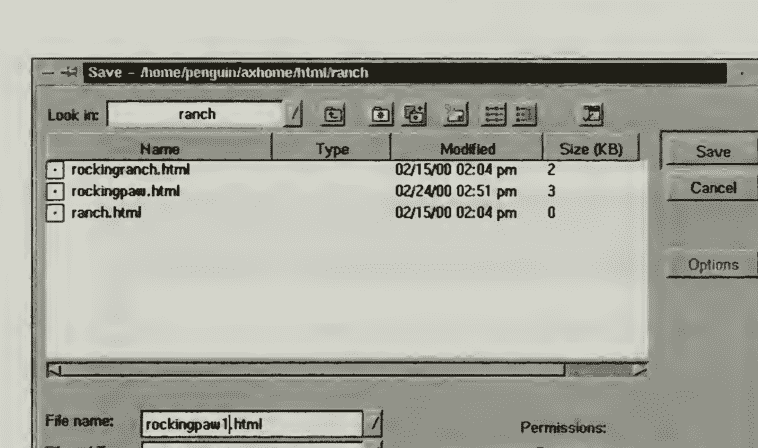 Save - /home/penguin/axhome/html/ranch
Look in: ranch
Name Type Modified Size (KB)
rockingranch.html 02/15/00 02:04 pm 2
rockingpaw.html 02/24/00 02:51 pm 3
ranch.html 02/15/00 02:04 pm 0
Save
Cancel
Options
File name: rockingpaw1.html
Permissions: